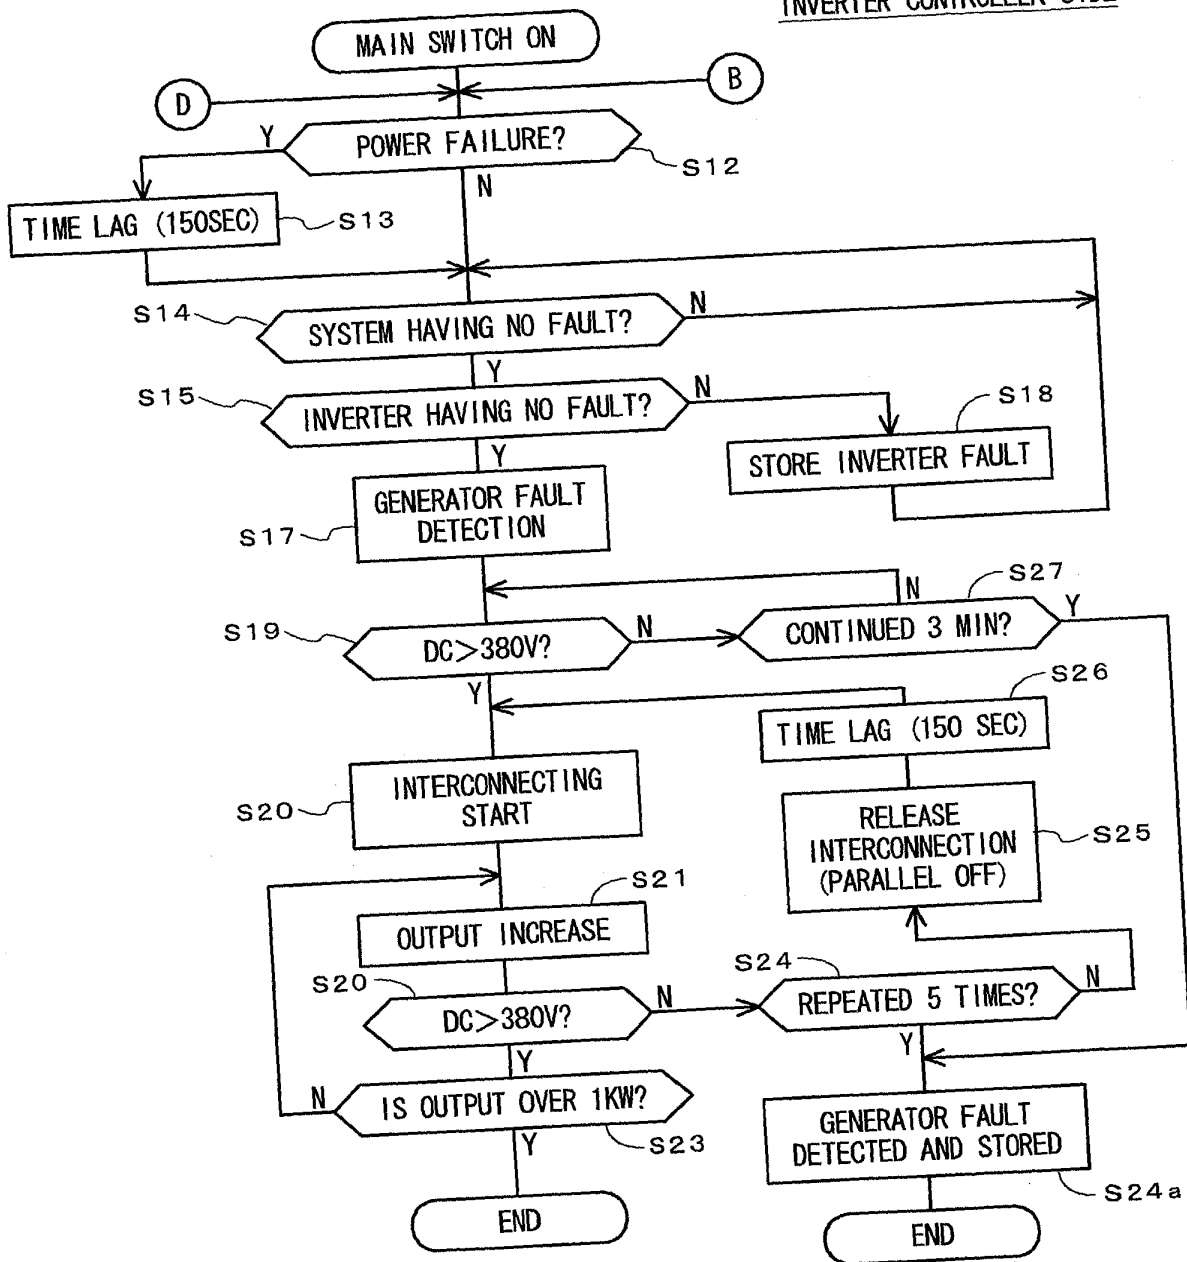 INVERTER CONTROLLER SIDE
MAIN SWITCH ON
D
B
Y
POWER FAILURE?
S12
N
TIME LAG (150SEC)
S13
S14
SYSTEM HAVING NO FAULT?
N
Y
S15
INVERTER HAVING NO FAULT?
N
S18
Y
STORE INVERTER FAULT
GENERATOR FAULT
DETECTION
S17
S27
N
S19
DC>380V?
N
CONTINUED 3 MIN?
Y
Y
S26
TIME LAG (150 SEC)
INTERCONNECTING
START
S20
RELEASE
INTERCONNECTION
(PARALLEL OFF)
S25
S21
OUTPUT INCREASE
S20
DC>380V?
N
S24
REPEATED 5 TIMES?
N
Y
Y
N
IS OUTPUT OVER 1KW?
S23
Y
GENERATOR FAULT
DETECTED AND STORED
S24a
END
END